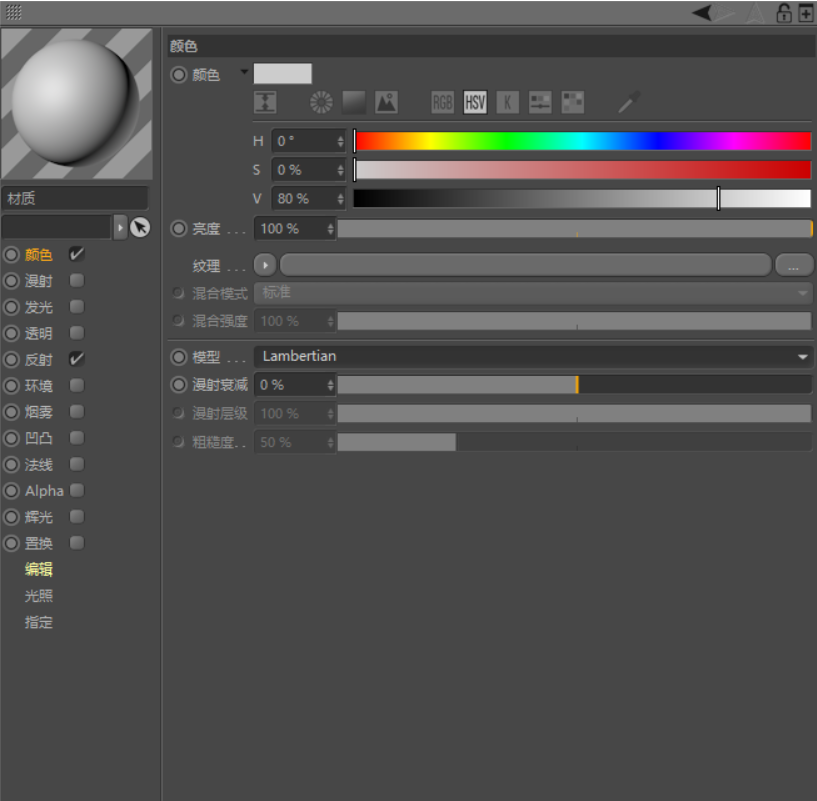 颜色
颜色
RGB HSV K
H 0 °
S 0 %
V 80 %
亮度 . . . 100 %
纹理 . . . ...
混合模式 标准
混合强度 100 %
模型 . . . Lambertian
漫射衰减 0 %
漫射层级 100 %
粗糙度. . 50 %
材质
颜色
漫射
发光
透明
反射
环境
烟雾
凹凸
法线
Alpha
辉光
置换
编辑
光照
指定